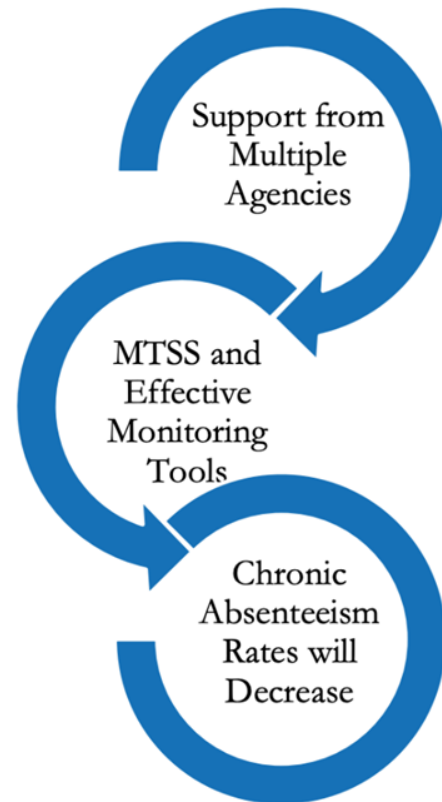 Support from
Multiple
Agencies
MTSS and
Effective
Monitoring
Tools
Chronic
Absenteeism
Rates will
Decrease